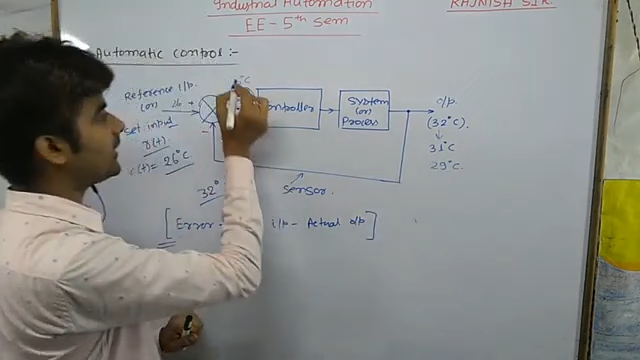 Industrial Automation
RAJNISH SIR
EE - 5th Sem
Automatic control :-
Reference i/p.
(or) 26 +
set input
r(t).
r(t) = 26°C
°C
Controller
System
(or)
Process
o/p.
(32°C).
31°C
29°C.
-
32°
Sensor.
[Error - i/p - Actual o/p]